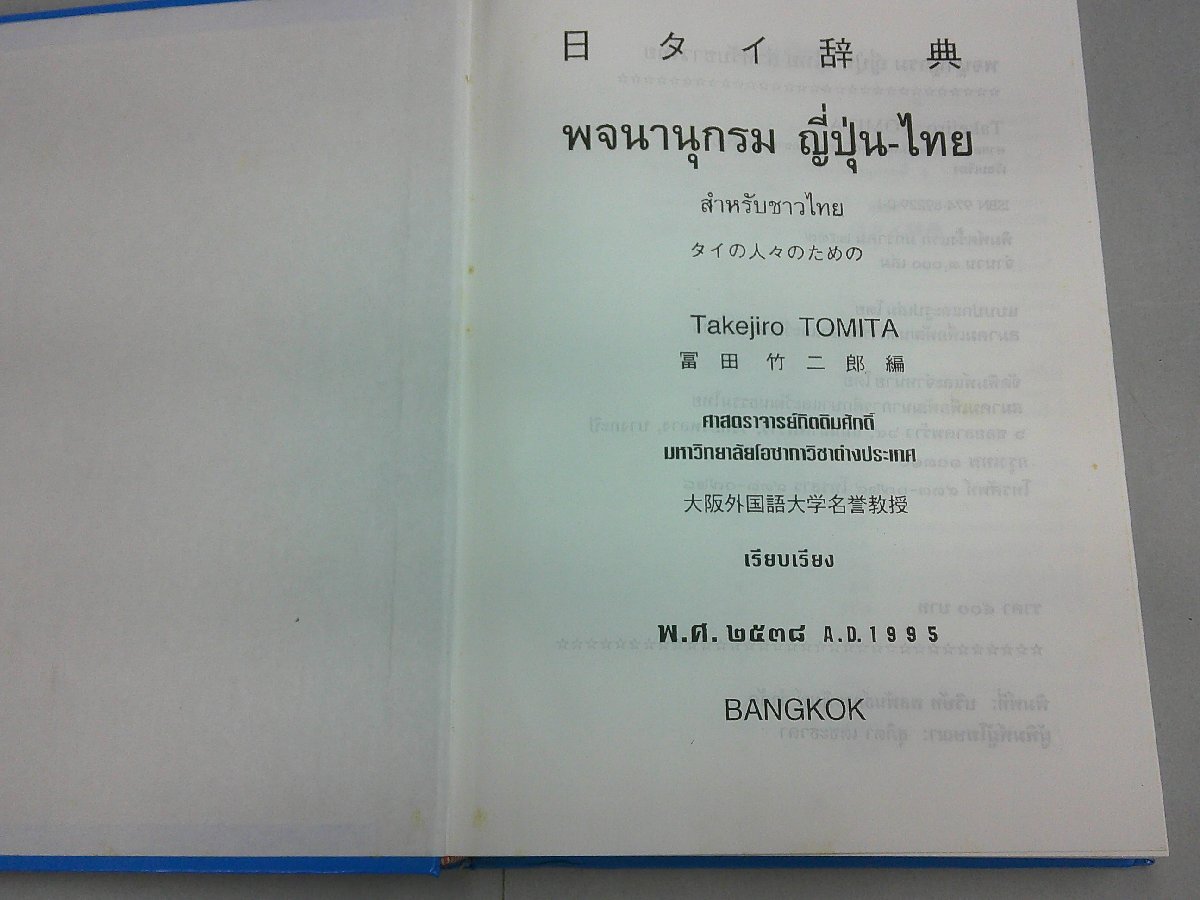 日 タ イ 辞 典
พจนานุกรม ญี่ปุ่น-ไทย
สำหรับชาวไทย
タイの人々のための
Takejiro TOMITA
冨 田 竹 二 郎 編
ศาสตราจารย์กิตติมศักดิ์
มหาวิทยาลัยโอซากาวิชาต่างประเทศ
大阪外国語大学名誉教授
เรียบเรียง
พ.ศ. ๒๕๓๘ A.D.1995
BANGKOK